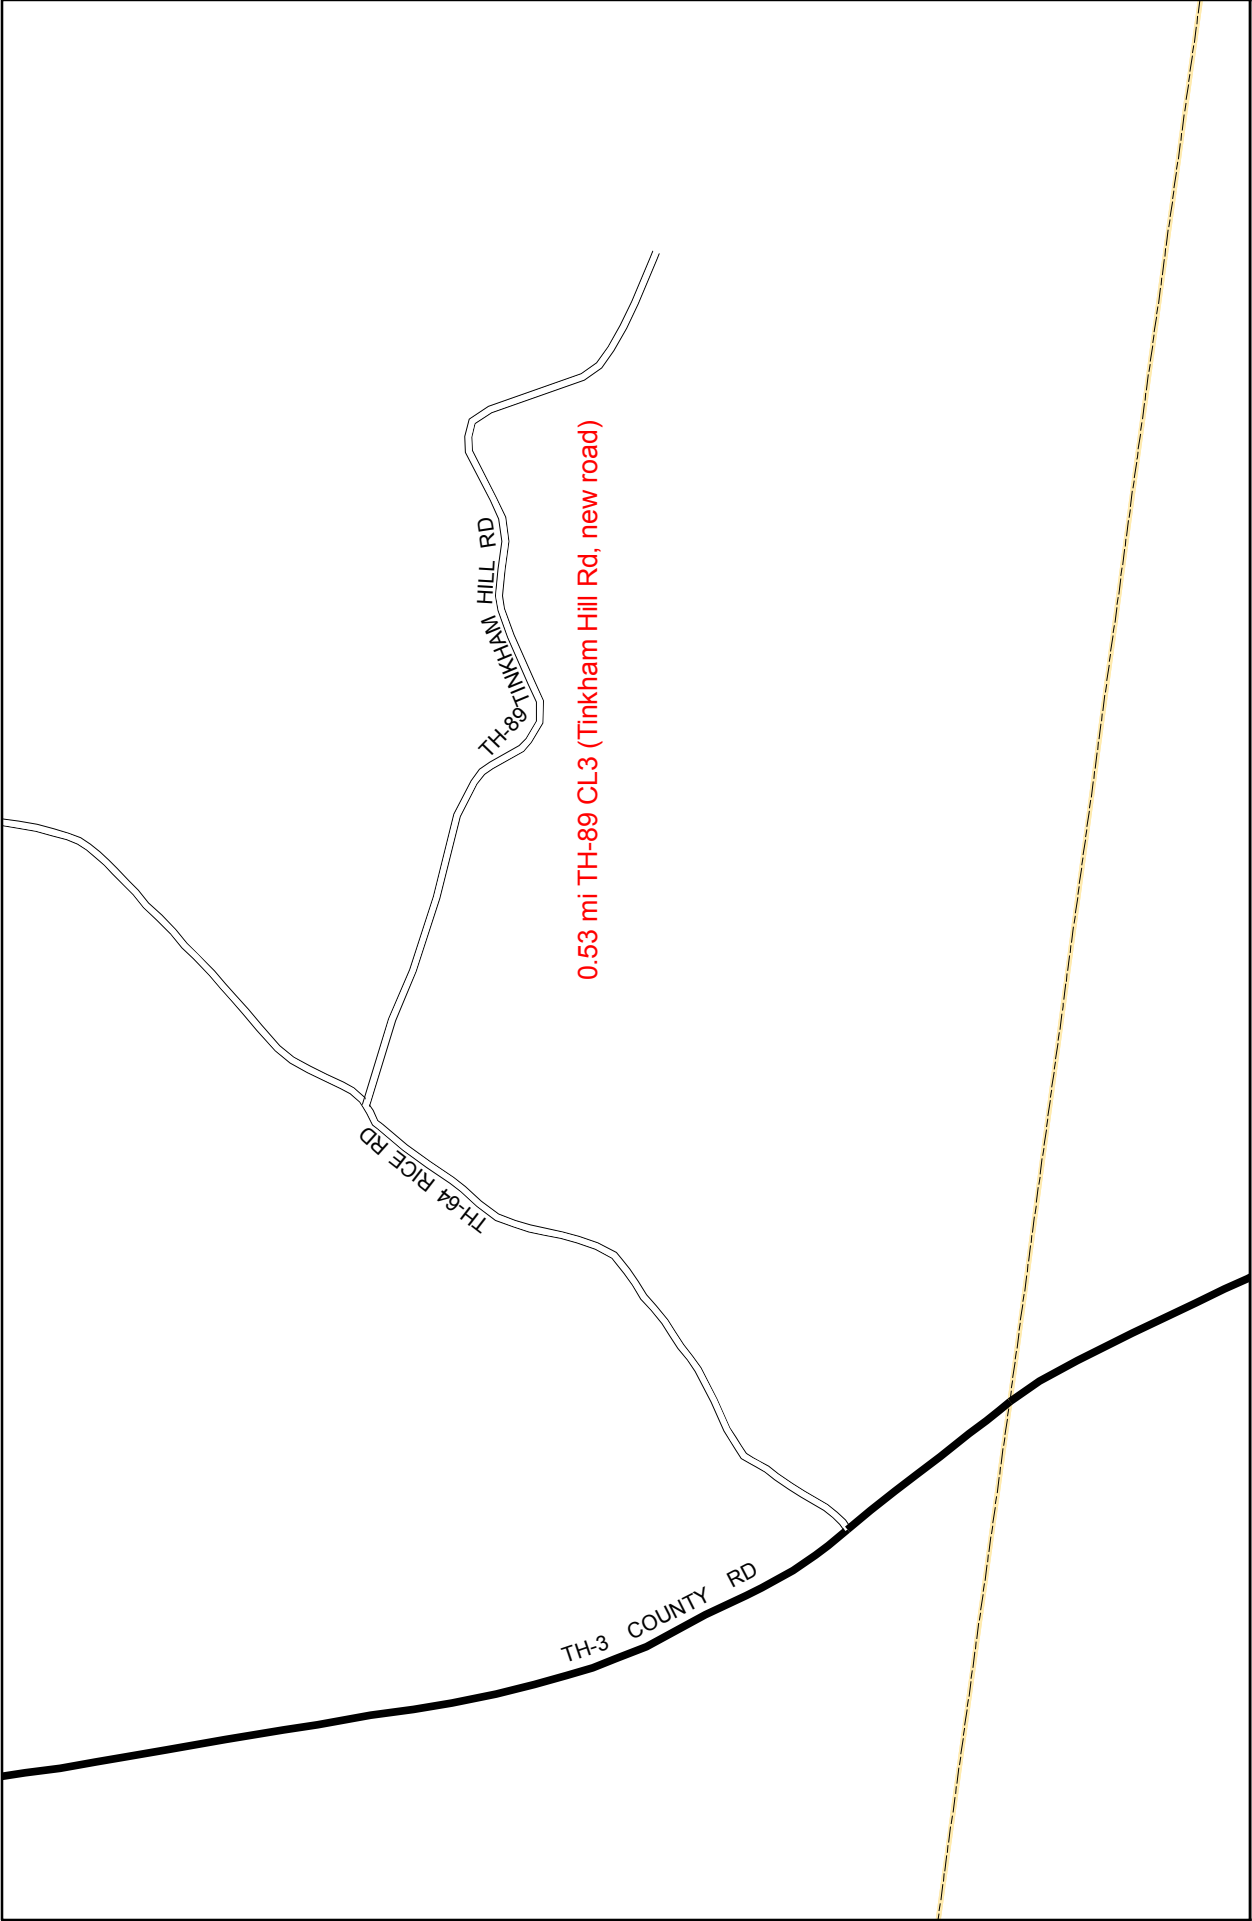 TH-89 TINKHAM HILL RD
0.53 mi TH-89 CL3 (Tinkham Hill Rd, new road)
TH-64 RICE RD
TH-3 COUNTY RD